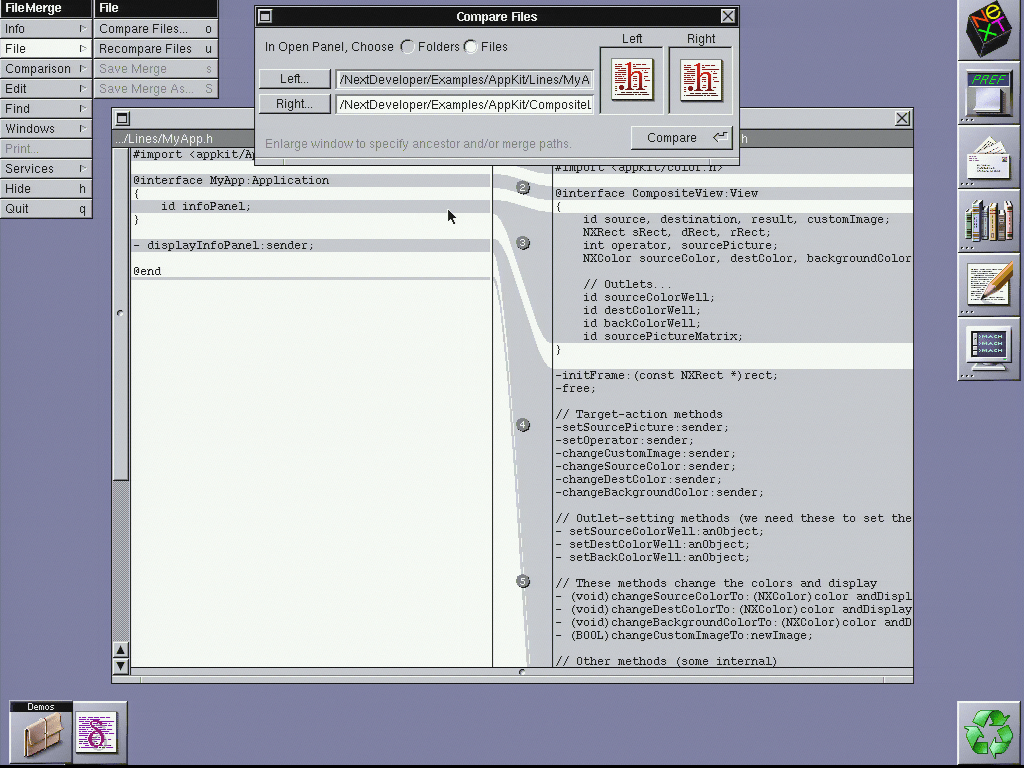 FileMerge
Info
File
Comparison
Edit
Find
Windows
Print...
Services
Hide h
Quit q
File
Compare Files... o
Recompare Files u
Save Merge s
Save Merge As... S
Compare Files
In Open Panel, Choose Folders Files
Left Right
Left... /NextDeveloper/Examples/AppKit/Lines/MyA
Right... /NextDeveloper/Examples/AppKit/CompositeL
.h .h
Enlarge window to specify ancestor and/or merge paths.
Compare
.../Lines/MyApp.h
#import <appkit/Ap
@interface MyApp:Application
{
id infoPanel;
}
- displayInfoPanel:sender;
@end
2
3
4
5
h
#import <appkit/color.h>
@interface CompositeView:View
{
id source, destination, result, customImage;
NXRect sRect, dRect, rRect;
int operator, sourcePicture;
NXColor sourceColor, destColor, backgroundColor
// Outlets...
id sourceColorWell;
id destColorWell;
id backColorWell;
id sourcePictureMatrix;
}
-initFrame:(const NXRect *)rect;
-free;
// Target-action methods
-setSourcePicture:sender;
-setOperator:sender;
-changeCustomImage:sender;
-changeSourceColor:sender;
-changeDestColor:sender;
-changeBackgroundColor:sender;
// Outlet-setting methods (we need these to set the
- setSourceColorWell:anObject;
- setDestColorWell:anObject;
- setBackColorWell:anObject;
// These methods change the colors and display
- (void)changeSourceColorTo:(NXColor)color andDispl
- (void)changeDestColorTo:(NXColor)color andDisplay
- (void)changeBackgroundColorTo:(NXColor)color andD
- (BOOL)changeCustomImageTo:newImage;
// Other methods (some internal)
NeXT
PREF
>MACH
>MACH
>MACH
Demos
δ